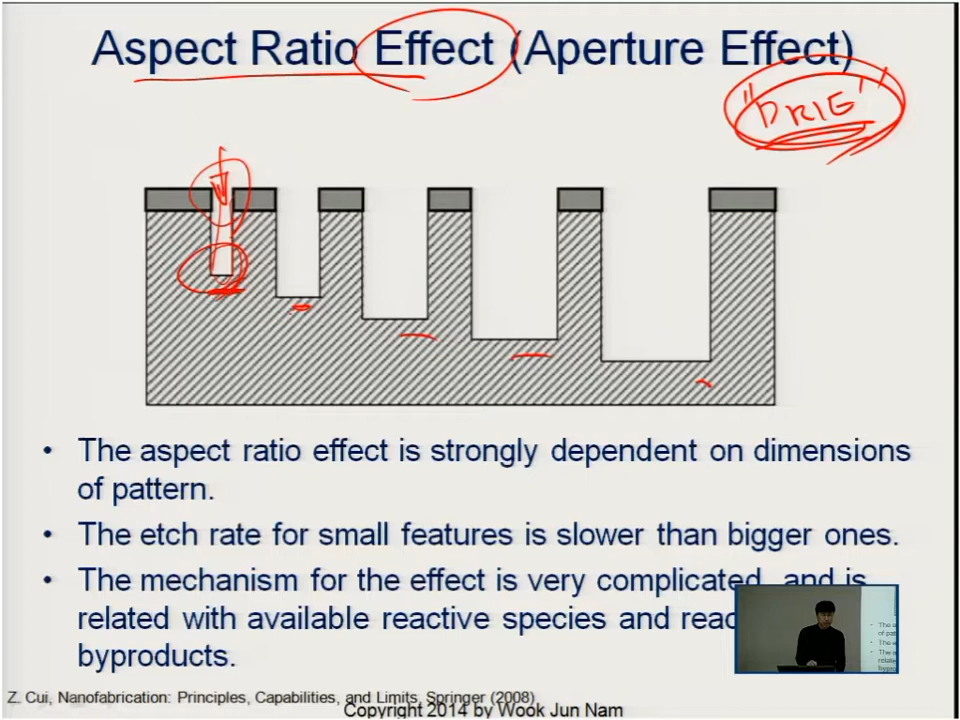 Aspect Ratio Effect (Aperture Effect)
"DRIE"
• The aspect ratio effect is strongly dependent on dimensions
of pattern.
• The etch rate for small features is slower than bigger ones.
• The mechanism for the effect is very complicated, and is
related with available reactive species and
byproducts.
Z. Cui, Nanofabrication: Principles, Capabilities, and Limits, Springer (2008)
Copyright 2014 by Wook Jun Nam